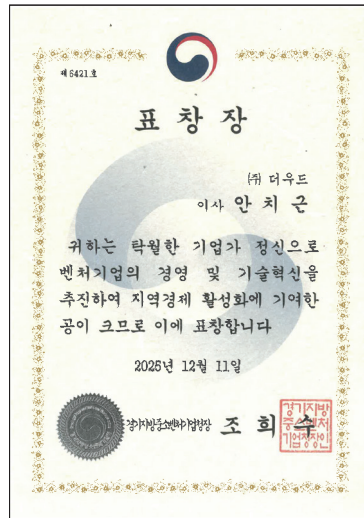 제 6421 호
표 창 장
㈜ 더우드
이사 안 치 근
귀하는 탁월한 기업가 정신으로
벤처기업의 경영 및 기술혁신을
추진하여 지역경제 활성화에 기여한
공이 크므로 이에 표창합니다
2025년 12월 11일
경기지방중소벤처기업청장 조 희 수
경기지방
중소벤처
기업청장인